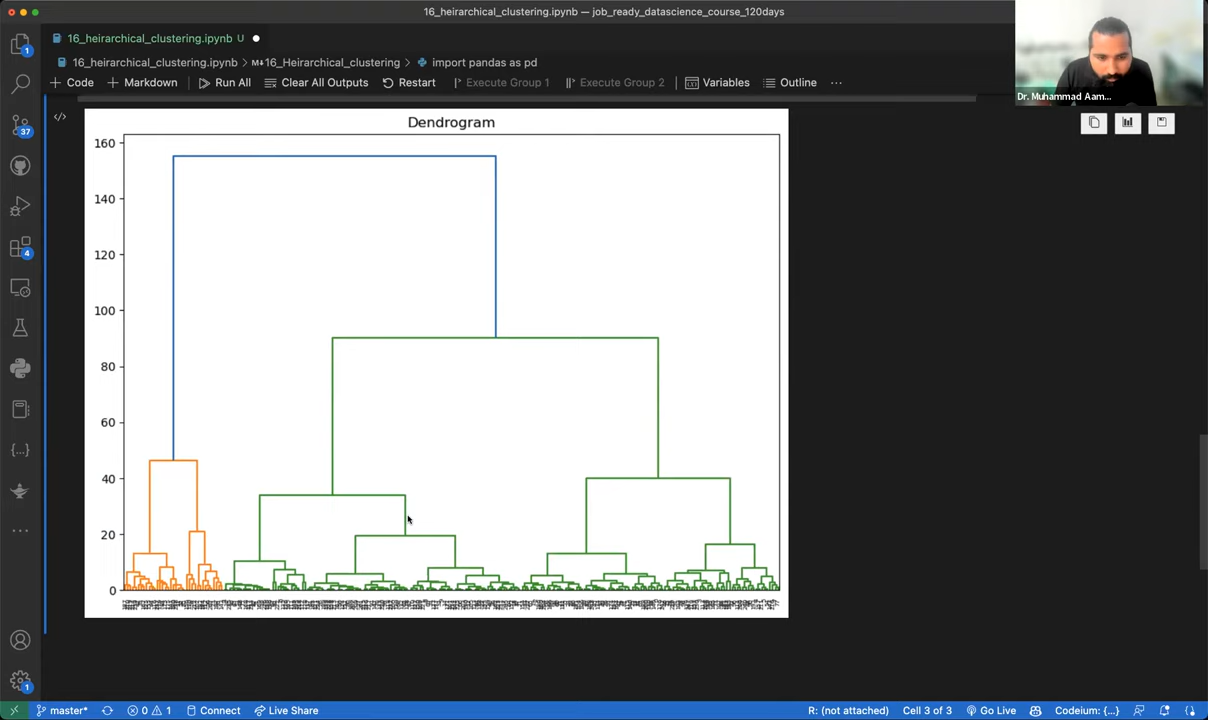 16_heirarchical_clustering.ipynb — job_ready_datascience_course_120days
16_heirarchical_clustering.ipynb U
16_heirarchical_clustering.ipynb > M↓16_Heirarchical_clustering > import pandas as pd
+ Code + Markdown Run All Clear All Outputs Restart Execute Group 1 Execute Group 2 Variables Outline ...
Dr. Muhammad Aam...
1
37
4
1
Dendrogram
160
140
120
100
80
60
40
20
0
master* 0 1 Connect Live Share R: (not attached) Cell 3 of 3 Go Live Codeium: {...}